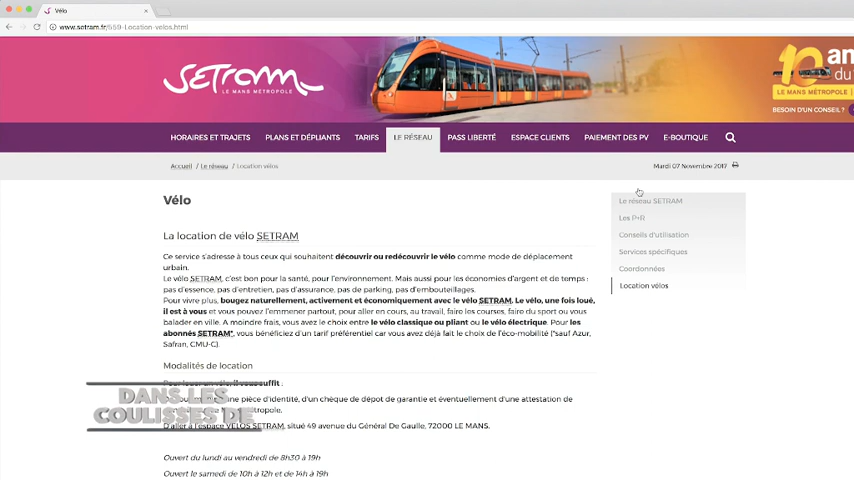 Vélo
www.setram.fr/559-Location-velos.html
SETRAM
LE MANS MÉTROPOLE
10 an
du
LE MANS MÉTROPOLE
BESOIN D'UN CONSEIL ?
HORAIRES ET TRAJETS PLANS ET DÉPLIANTS TARIFS LE RÉSEAU PASS LIBERTÉ ESPACE CLIENTS PAIEMENT DES PV E-BOUTIQUE
Accueil / Le réseau / Location vélos
Mardi 07 Novembre 2017
Vélo
La location de vélo SETRAM
Ce service s'adresse à tous ceux qui souhaitent découvrir ou redécouvrir le vélo comme mode de déplacement
urbain.
Le vélo SETRAM, c'est bon pour la santé, pour l'environnement. Mais aussi pour les économies d'argent et de temps :
pas d'essence, pas d'entretien, pas d'assurance, pas de parking, pas d'embouteillages.
Pour vivre plus, bougez naturellement, activement et économiquement avec le vélo SETRAM. Le vélo, une fois loué,
il est à vous et vous pouvez l'emmener partout, pour aller en cours, au travail, faire les courses, faire du sport ou vous
balader en ville. A moindre frais, vous avez le choix entre le vélo classique ou pliant ou le vélo électrique. Pour les
abonnés SETRAM*, vous bénéficiez d'un tarif préférentiel car vous avez déjà fait le choix de l'éco-mobilité (*sauf Azur,
Safran, CMU-C).
Modalités de location
suffit :
une pièce d'identité, d'un chèque de dépot de garantie et éventuellement d'une attestation de
D'aller à l'espace VELOS SETRAM, situé 49 avenue du Général De Gaulle, 72000 LE MANS.
Ouvert du lundi au vendredi de 8h30 à 19h
Ouvert le samedi de 10h à 12h et de 14h à 19h
Le réseau SETRAM
Les P+R
Conseils d'utilisation
Services spécifiques
Coordonnées
Location vélos
DANS LES
COULISSES DE